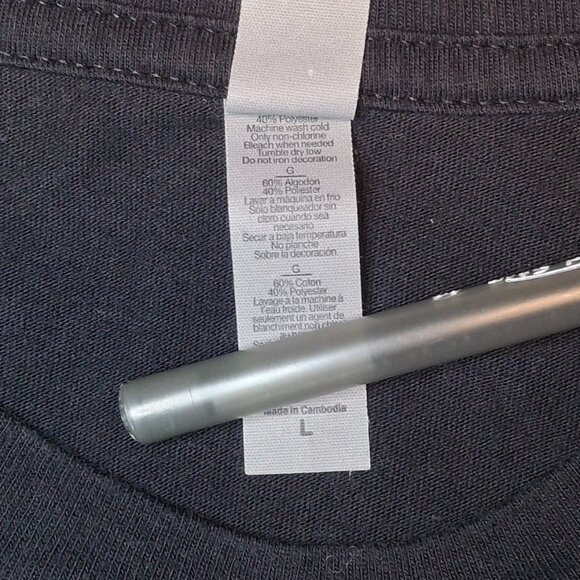 40% Polyester
Machine wash cold
Only non-chlorine
Bleach when needed
Tumble dry low
Do not iron decoration
G
60% Algodón
40% Poliester
Lavar a máquina en frio
Sólo blanqueador sin
cloro cuando sea
necesario
Secar a baja temperatura
No planche
Sobre la decoración
G
60% Coton
40% Polyester
Lavage a la machine à
l'eau froide. Utiliser
seulement un agent de
blanchiment non
au
Made in Cambodia
L